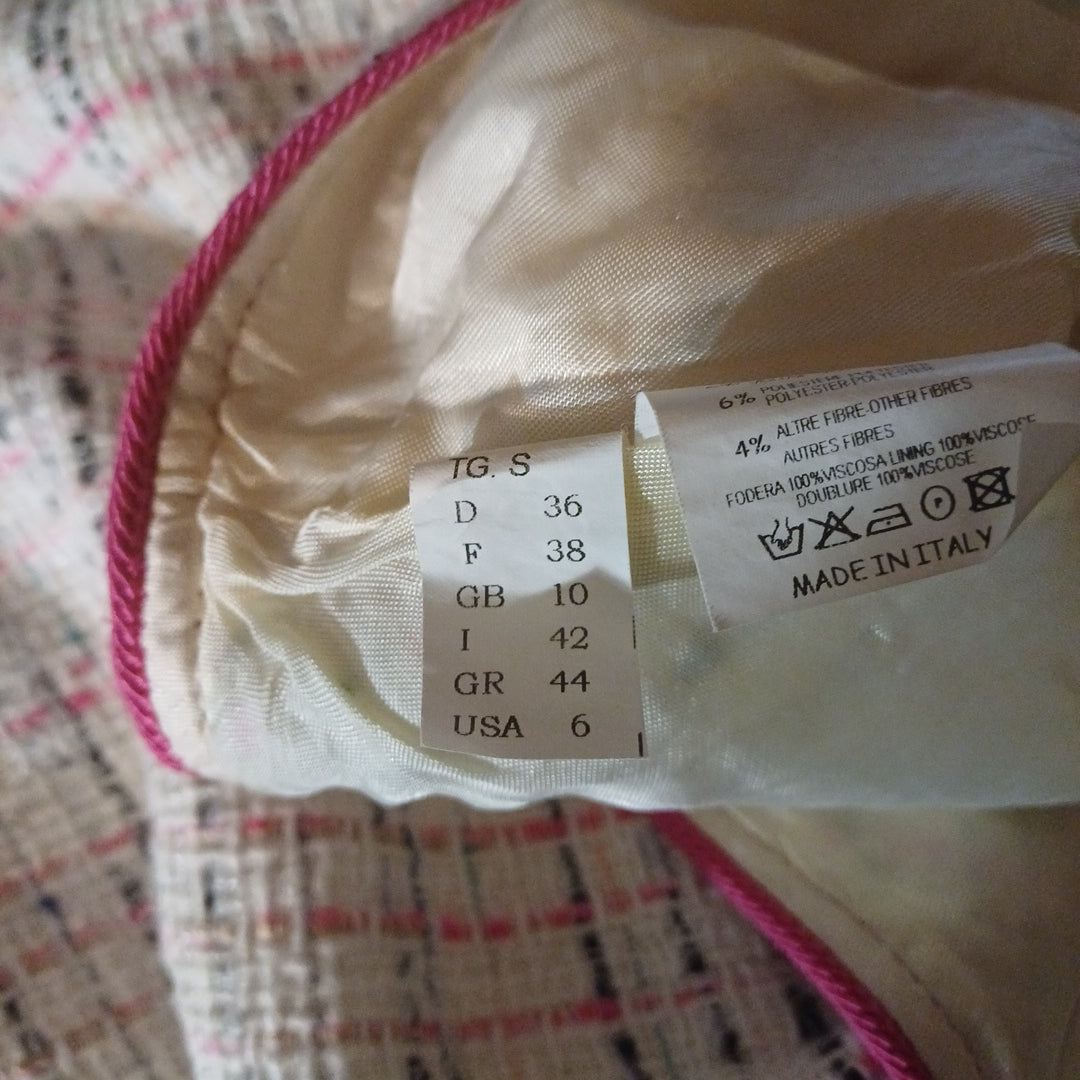 TG. S
D 36
F 38
GB 10
I 42
GR 44
USA 6
6% POLYESTER POLYESTER
4% ALTRE FIBRE-OTHER FIBRES
AUTRES FIBRES
FODERA 100%VISCOSA LINING 100%VISCOSE
DOUBLURE 100%VISCOSE
P
MADE IN ITALY